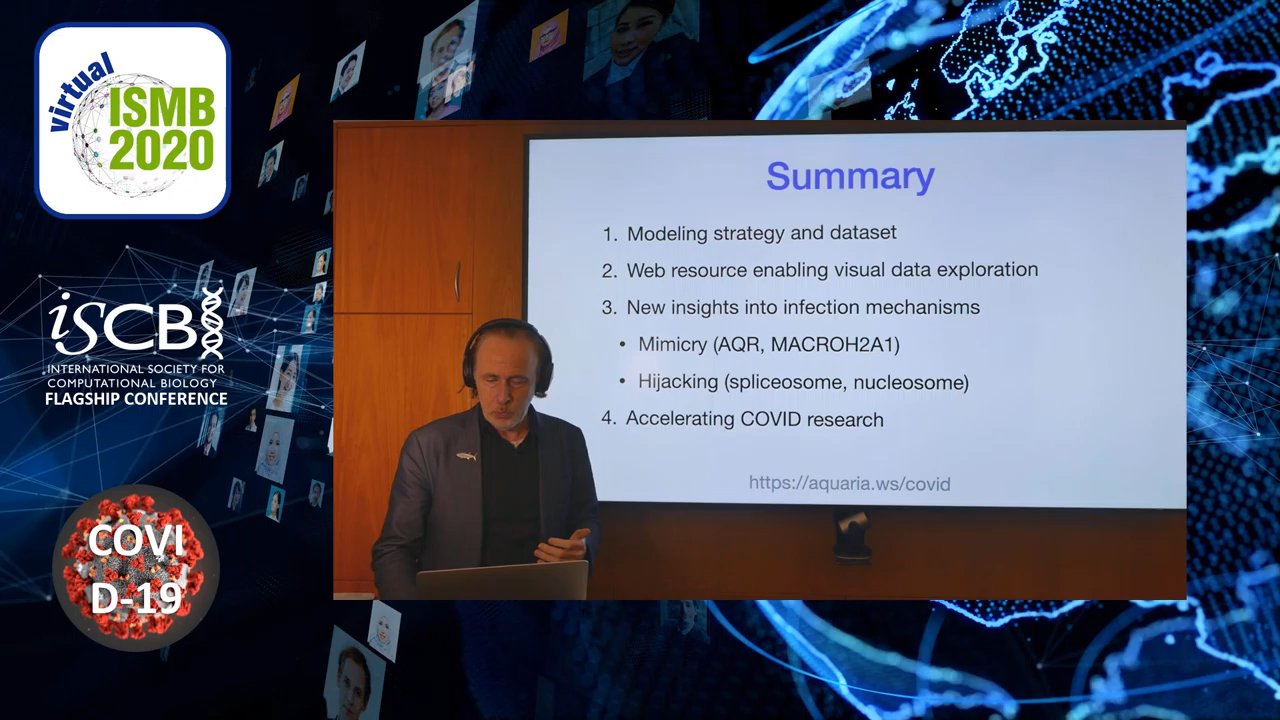 virtual
ISMB
2020
iSCB
INTERNATIONAL SOCIETY FOR
COMPUTATIONAL BIOLOGY
FLAGSHIP CONFERENCE
COVI
D-19
Summary
1. Modeling strategy and dataset
2. Web resource enabling visual data exploration
3. New insights into infection mechanisms
• Mimicry (AQR, MACROH2A1)
• Hijacking (spliceosome, nucleosome)
4. Accelerating COVID research
https://aquaria.ws/covid